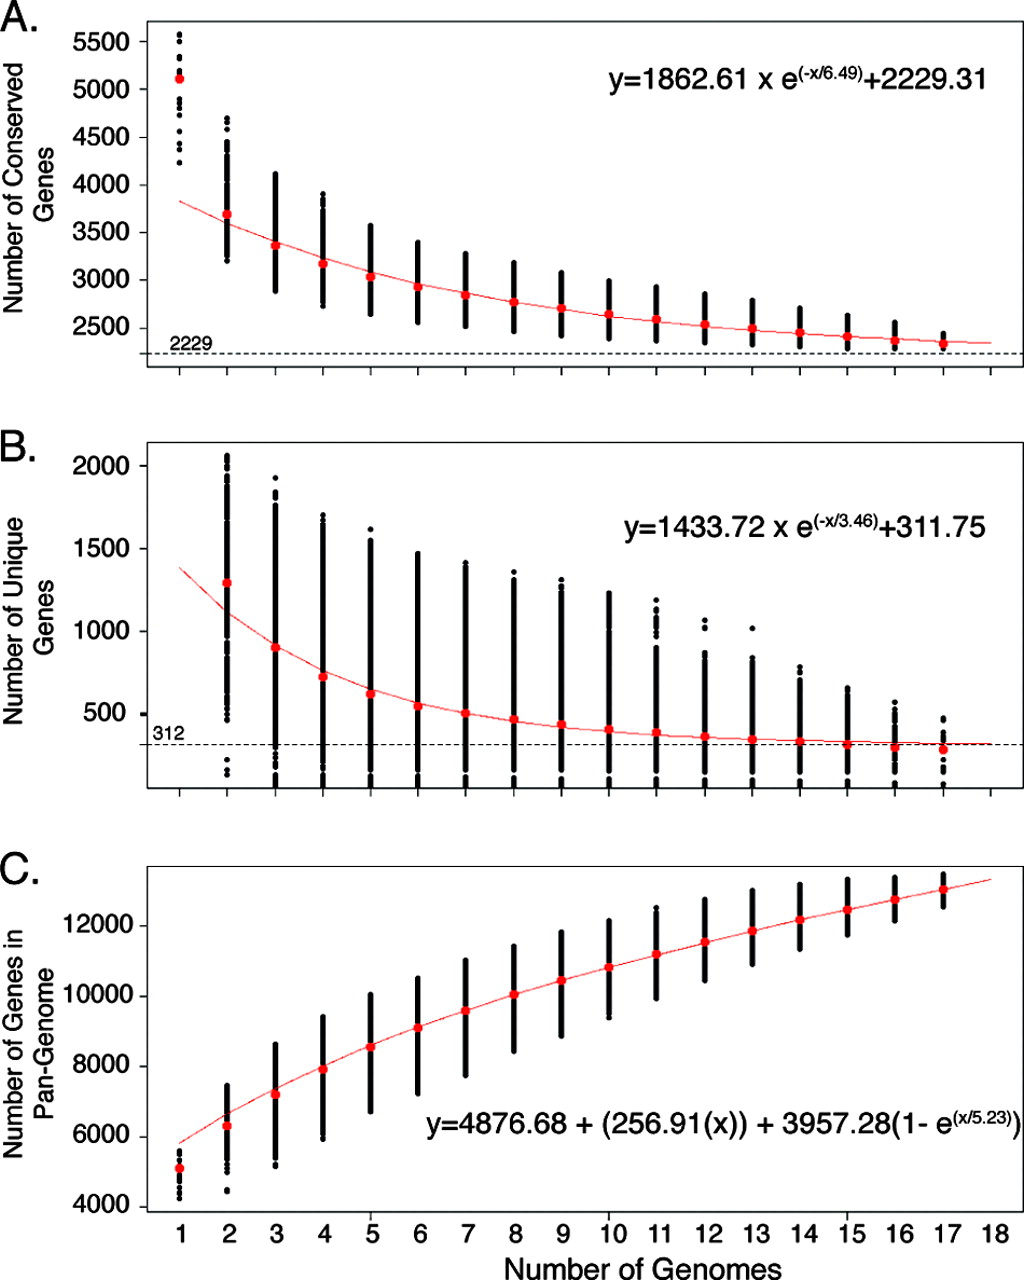 A.
Number of Conserved
Genes
5500
5000
4500
4000
3500
3000
2500
2229
y=1862.61 x e(-x/6.49)+2229.31
B.
Number of Unique
Genes
2000
1500
1000
500
312
y=1433.72 x e(-x/3.46)+311.75
C.
Number of Genes in
Pan-Genome
12000
10000
8000
6000
4000
y=4876.68 + (256.91(x)) + 3957.28(1- e(x/5.23))
1 2 3 4 5 6 7 8 9 10 11 12 13 14 15 16 17 18
Number of Genomes